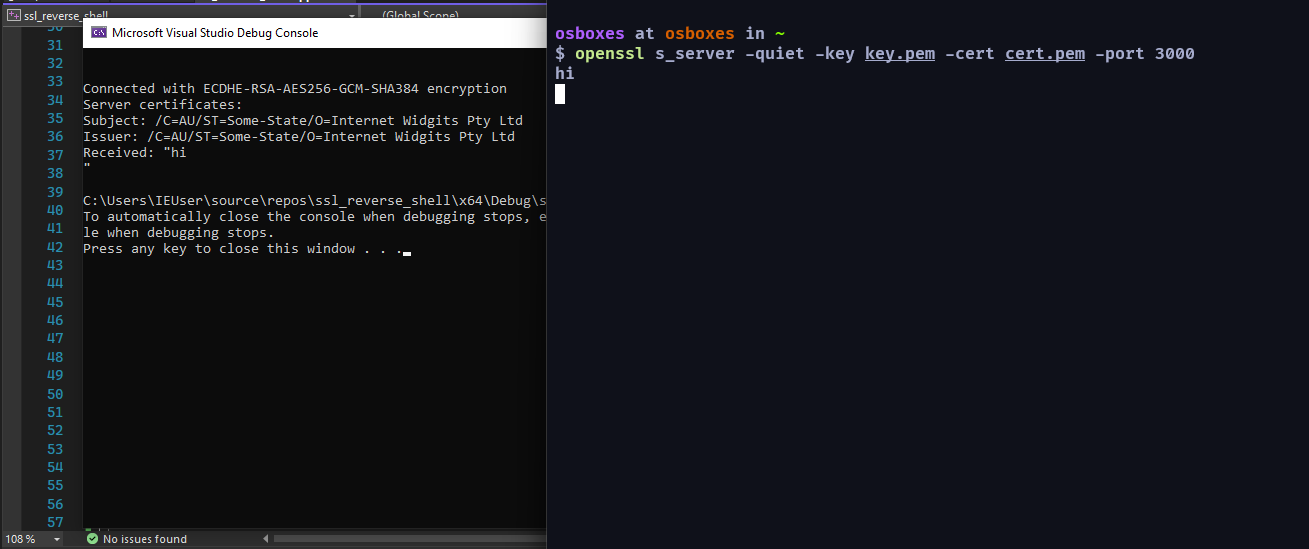 ssl_reverse_shell
(Global Scope)
Microsoft Visual Studio Debug Console
31
32
33
34
35
36
37
38
39
40
41
42
43
44
45
46
47
48
49
50
51
52
53
54
55
56
57
Connected with ECDHE-RSA-AES256-GCM-SHA384 encryption
Server certificates:
Subject: /C=AU/ST=Some-State/O=Internet Widgits Pty Ltd
Issuer: /C=AU/ST=Some-State/O=Internet Widgits Pty Ltd
Received: "hi
"
C:\Users\IEUser\source\repos\ssl_reverse_shell\x64\Debug\s
To automatically close the console when debugging stops, e
le when debugging stops.
Press any key to close this window . . .
108 %
No issues found
osboxes at osboxes in ~
$ openssl s_server -quiet -key key.pem -cert cert.pem -port 3000
hi